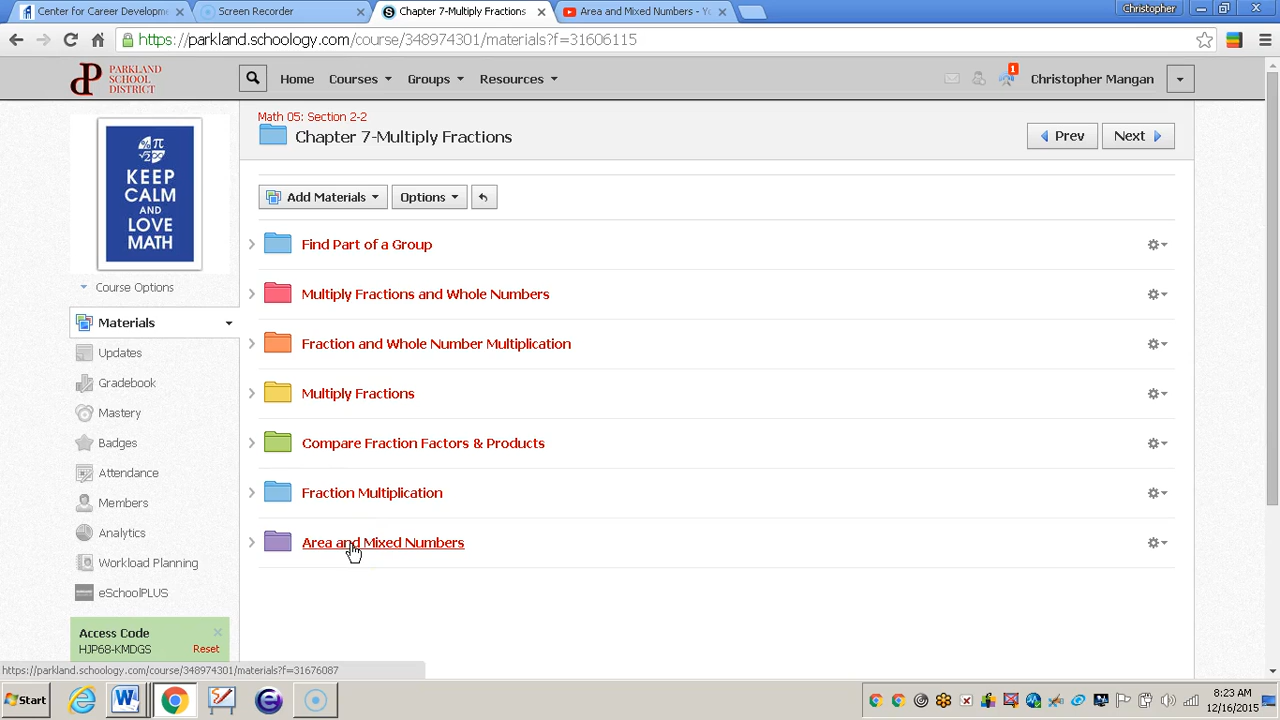 Center for Career Developme
Screen Recorder
Chapter 7-Multiply Fractions
Area and Mixed Numbers - Yo
Christopher
https://parkland.schoology.com/course/348974301/materials?f=31606115
PARKLAND
SCHOOL
DISTRICT
Home
Courses
Groups
Resources
1
Christopher Mangan
KEEP
CALM
AND
LOVE
MATH
Course Options
Materials
Updates
Gradebook
Mastery
Badges
Attendance
Members
Analytics
Workload Planning
eSchoolPLUS
Access Code
HJP68-KMDGS
Reset
Math 05: Section 2-2
Chapter 7-Multiply Fractions
Prev
Next
Add Materials
Options
Find Part of a Group
Multiply Fractions and Whole Numbers
Fraction and Whole Number Multiplication
Multiply Fractions
Compare Fraction Factors & Products
Fraction Multiplication
Area and Mixed Numbers
https://parkland.schoology.com/course/348974301/materials?f=31676087
Start
8:23 AM
12/16/2015